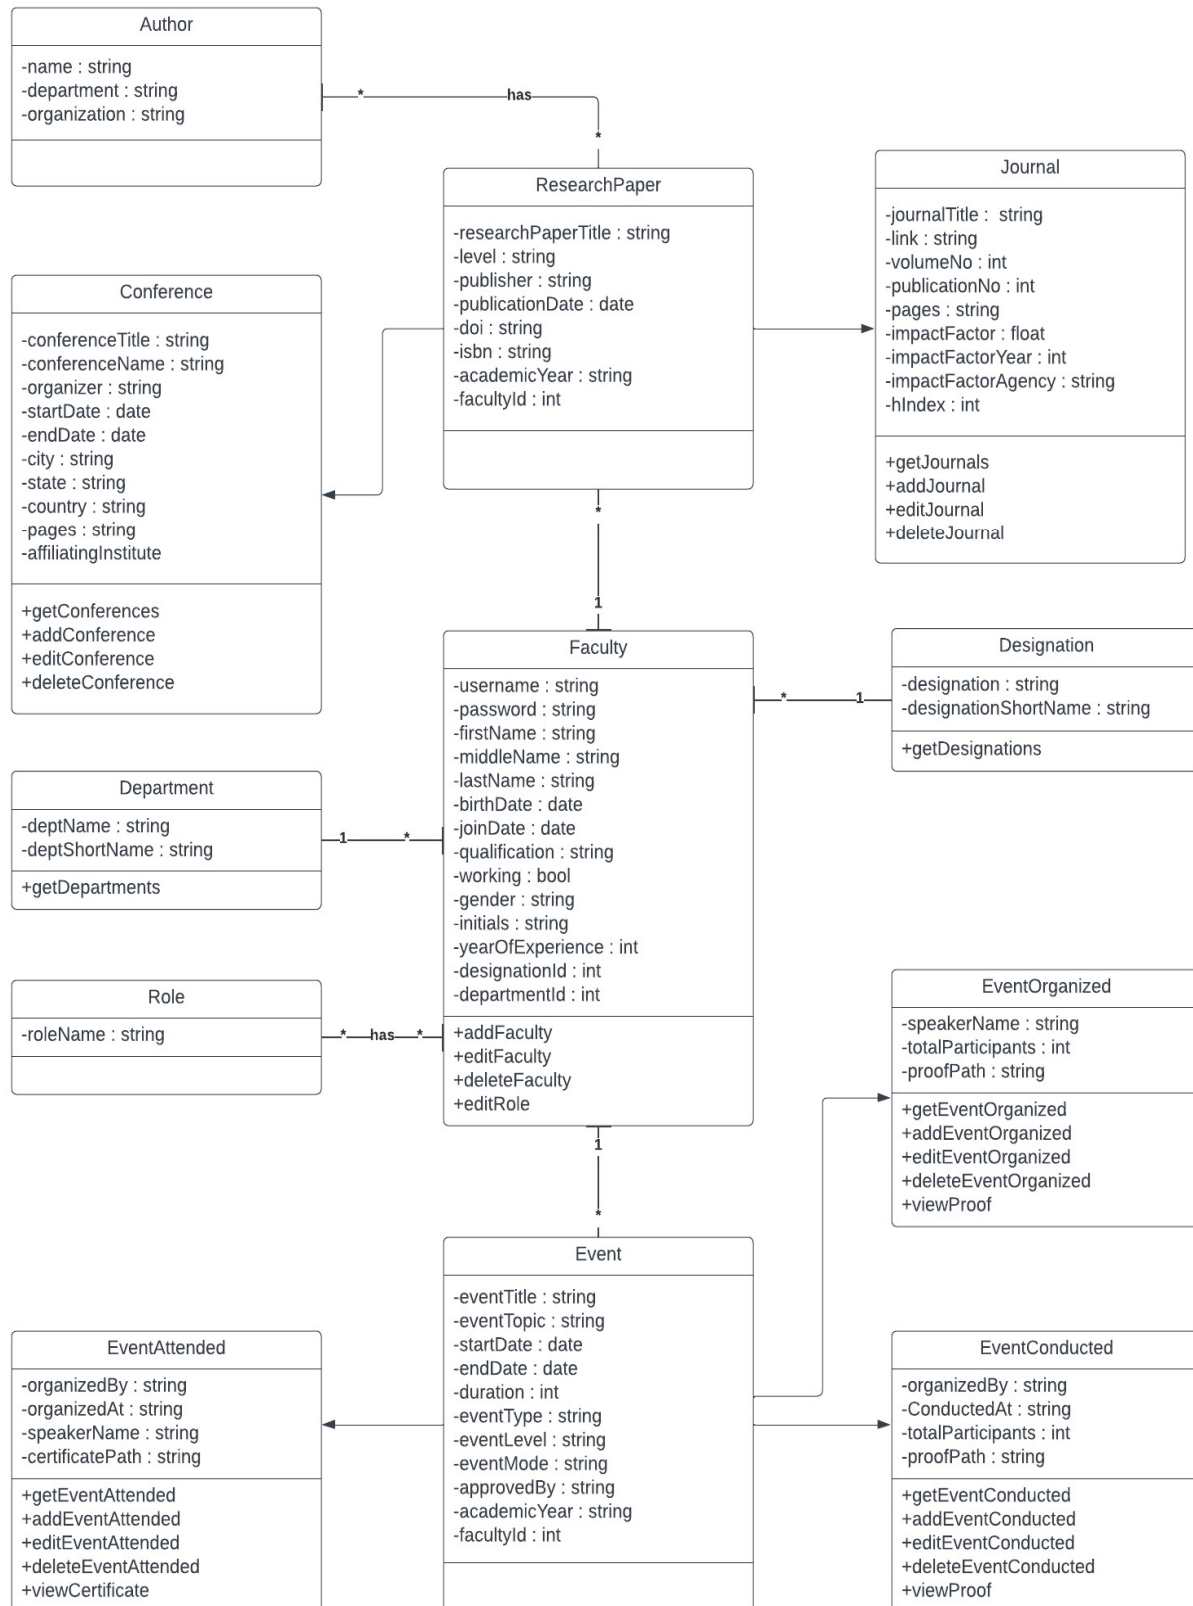 Author
-name : string
-department : string
-organization : string
*
has
*
ResearchPaper
-researchPaperTitle : string
-level : string
-publisher : string
-publicationDate : date
-doi : string
-isbn : string
-academicYear : string
-facultyId : int
Journal
-journalTitle :  string
-link : string
-volumeNo : int
-publicationNo : int
-pages : string
-impactFactor : float
-impactFactorYear : int
-impactFactorAgency : string
-hIndex : int
+getJournals
+addJournal
+editJournal
+deleteJournal
Conference
-conferenceTitle : string
-conferenceName : string
-organizer : string
-startDate : date
-endDate : date
-city : string
-state : string
-country : string
-pages : string
-affiliatingInstitute
+getConferences
+addConference
+editConference
+deleteConference
*
1
Faculty
-username : string
-password : string
-firstName : string
-middleName : string
-lastName : string
-birthDate : date
-joinDate : date
-qualification : string
-working : bool
-gender : string
-initials : string
-yearOfExperience : int
-designationId : int
-departmentId : int
+addFaculty
+editFaculty
+deleteFaculty
+editRole
* 1
Designation
-designation : string
-designationShortName : string
+getDesignations
Department
-deptName : string
-deptShortName : string
+getDepartments
1 *
Role
-roleName : string
* has *
1
*
Event
-eventTitle : string
-eventTopic : string
-startDate : date
-endDate : date
-duration : int
-eventType : string
-eventLevel : string
-eventMode : string
-approvedBy : string
-academicYear : string
-facultyId : int
EventOrganized
-speakerName : string
-totalParticipants : int
-proofPath : string
+getEventOrganized
+addEventOrganized
+editEventOrganized
+deleteEventOrganized
+viewProof
EventAttended
-organizedBy : string
-organizedAt : string
-speakerName : string
-certificatePath : string
+getEventAttended
+addEventAttended
+editEventAttended
+deleteEventAttended
+viewCertificate
EventConducted
-organizedBy : string
-ConductedAt : string
-totalParticipants : int
-proofPath : string
+getEventConducted
+addEventConducted
+editEventConducted
+deleteEventConducted
+viewProof